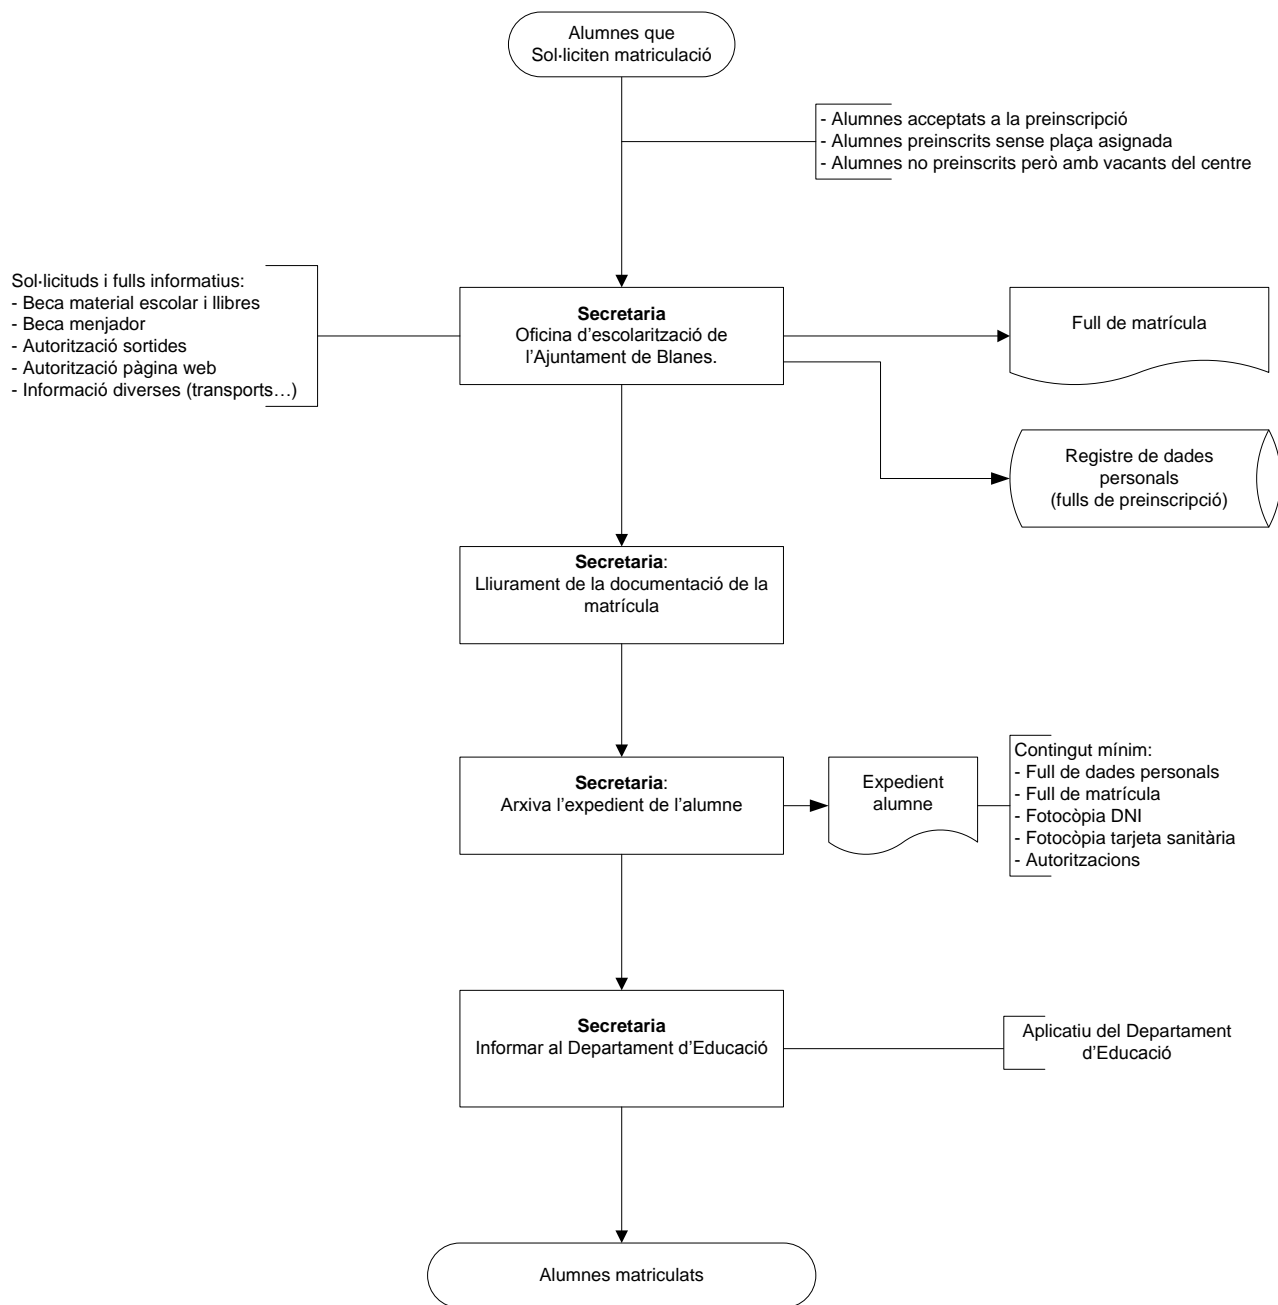 Alumnes que
Sol·liciten matriculació
- Alumnes acceptats a la preinscripció
- Alumnes preinscrits sense plaça asignada
- Alumnes no preinscrits però amb vacants del centre
Sol·licituds i fulls informatius:
- Beca material escolar i llibres
- Beca menjador
- Autorització sortides
- Autorització pàgina web
- Informació diverses (transports…)
Secretaria
Oficina d’escolarització de
l’Ajuntament de Blanes.
Full de matrícula
Registre de dades
personals
(fulls de preinscripció)
Secretaria:
Lliurament de la documentació de la
matrícula
Secretaria:
Arxiva l’expedient de l’alumne
Expedient
alumne
Contingut mínim:
- Full de dades personals
- Full de matrícula
- Fotocòpia DNI
- Fotocòpia tarjeta sanitària
- Autoritzacions
Secretaria
Informar al Departament d’Educació
Aplicatiu del Departament
d’Educació
Alumnes matriculats